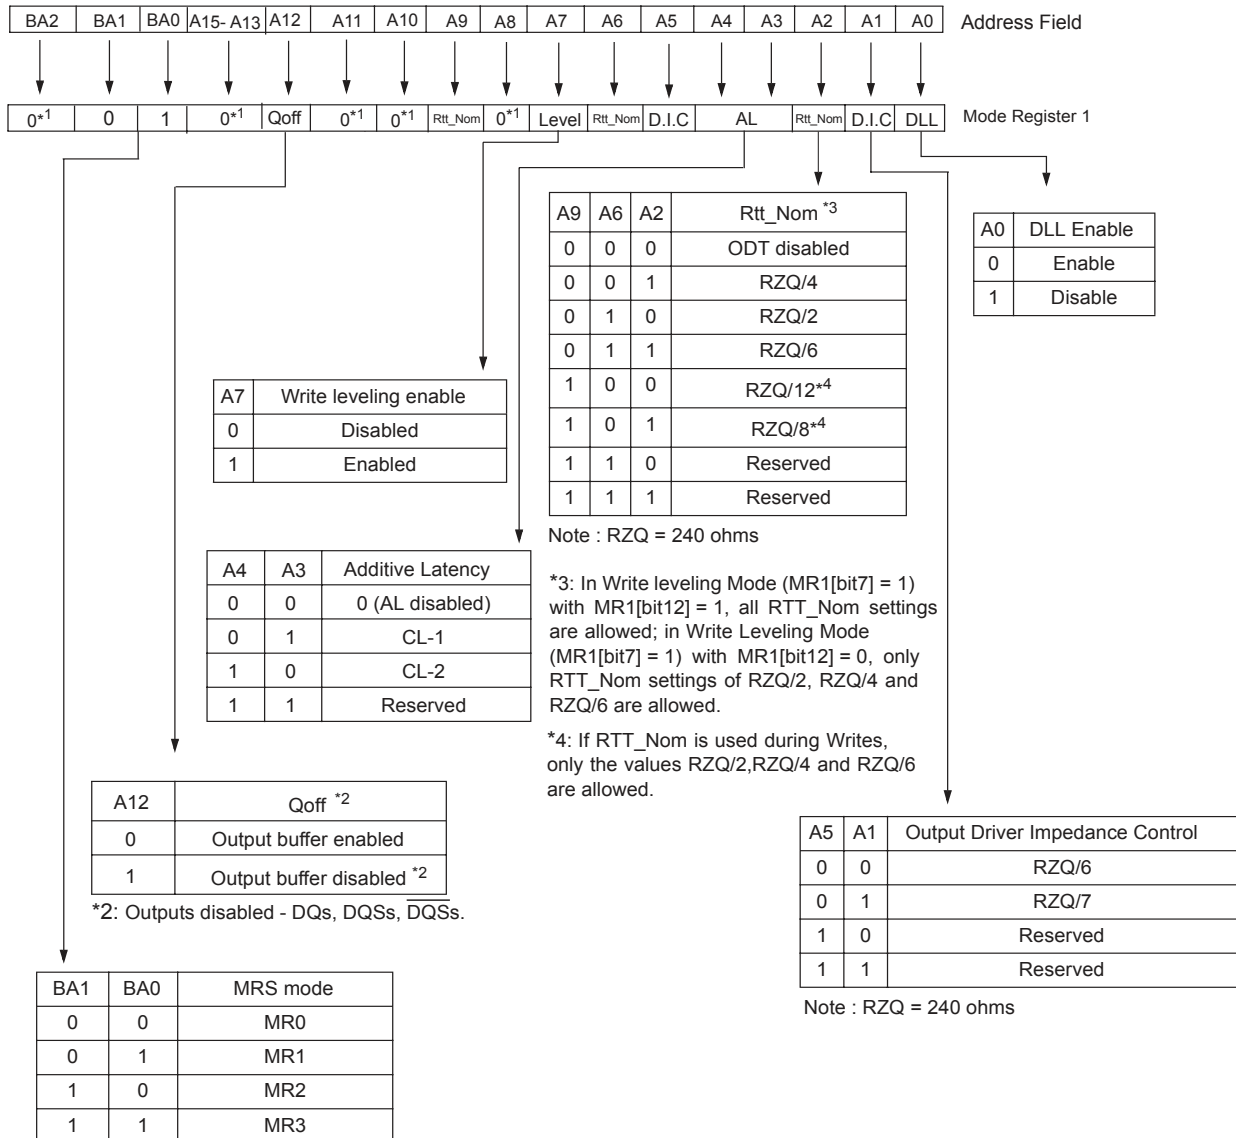 BA2 BA1 BA0 A15- A13 A12 A11 A10 A9 A8 A7 A6 A5 A4 A3 A2 A1 A0 Address Field
0*1 0 1 0*1 Qoff 0*1 0*1 Rtt_Nom 0*1 Level Rtt_Nom D.I.C AL Rtt_Nom D.I.C DLL Mode Register 1
A9 A6 A2 Rtt_Nom *3
0 0 0 ODT disabled
0 0 1 RZQ/4
0 1 0 RZQ/2
0 1 1 RZQ/6
1 0 0 RZQ/12*4
1 0 1 RZQ/8*4
1 1 0 Reserved
1 1 1 Reserved
Note : RZQ = 240 ohms
*3: In Write leveling Mode (MR1[bit7] = 1)
with MR1[bit12] = 1, all RTT_Nom settings
are allowed; in Write Leveling Mode
(MR1[bit7] = 1) with MR1[bit12] = 0, only
RTT_Nom settings of RZQ/2, RZQ/4 and
RZQ/6 are allowed.
*4: If RTT_Nom is used during Writes,
only the values RZQ/2,RZQ/4 and RZQ/6
are allowed.
A0 DLL Enable
0 Enable
1 Disable
A7 Write leveling enable
0 Disabled
1 Enabled
A4 A3 Additive Latency
0 0 0 (AL disabled)
0 1 CL-1
1 0 CL-2
1 1 Reserved
A12 Qoff *2
0 Output buffer enabled
1 Output buffer disabled *2
*2: Outputs disabled - DQs, DQSs, D̅Q̅S̅s.
A5 A1 Output Driver Impedance Control
0 0 RZQ/6
0 1 RZQ/7
1 0 Reserved
1 1 Reserved
Note : RZQ = 240 ohms
BA1 BA0 MRS mode
0 0 MR0
0 1 MR1
1 0 MR2
1 1 MR3